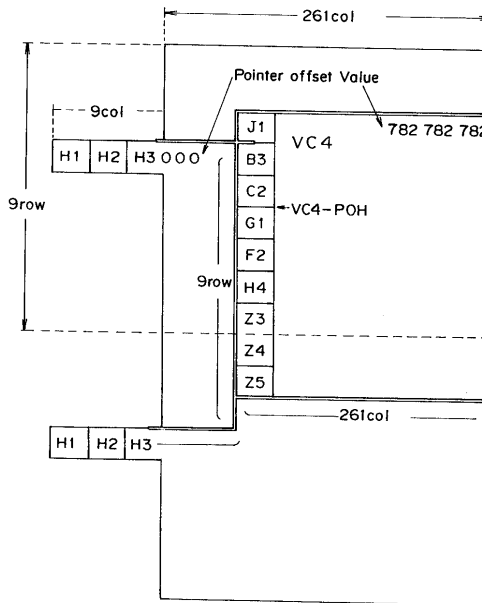 261col
Pointer offset Value
9col
J1
782 782 782
VC4
H1 H2 H3 000
B3
C2
VC4-POH
G1
9row
F2
9row
H4
Z3
Z4
Z5
261col
H1 H2 H3